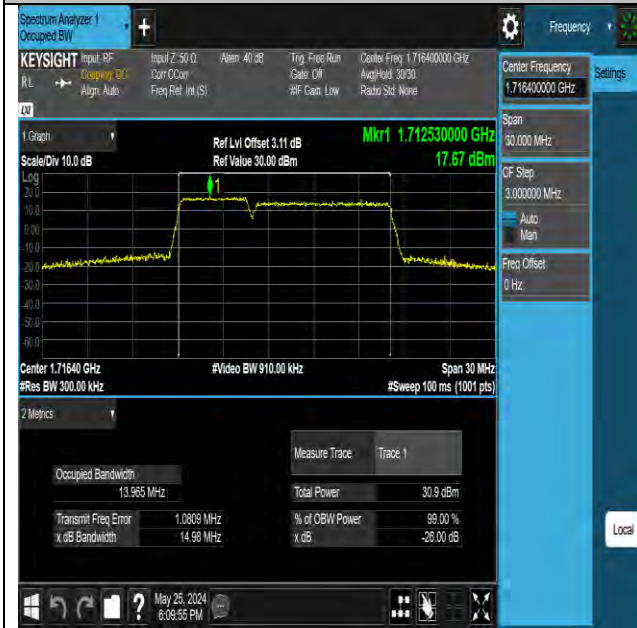 Spectrum Analyzer 1
Occupied BW
+
Frequency
KEYSIGHT Input: RF
RL Coupling: DC
Align: Auto
Input Z: 50 Ω
Corr CCorr
Freq Ref: Int (S)
Atten: 40 dB
Trig: Free Run
Gate: Off
#IF Gain: Low
Center Freq: 1.716400000 GHz
Avg|Hold: 30/30
Radio Std: None
LXI
Center Frequency
1.716400000 GHz
Settings
Span
30.000 MHz
CF Step
3.000000 MHz
Auto
Man
Freq Offset
0 Hz
Local
1 Graph
Scale/Div 10.0 dB
Ref Lvl Offset 3.11 dB
Ref Value 30.00 dBm
Mkr1 1.712530000 GHz
17.67 dBm
Log
20.0
10.0
0.00
-10.0
-20.0
-30.0
-40.0
-50.0
-60.0
1
Center 1.71640 GHz
#Res BW 300.00 kHz
#Video BW 910.00 kHz
Span 30 MHz
#Sweep 100 ms (1001 pts)
2 Metrics
Measure Trace Trace 1
Occupied Bandwidth
13.965 MHz
Total Power 30.9 dBm
Transmit Freq Error 1.0809 MHz
% of OBW Power 99.00 %
x dB Bandwidth 14.98 MHz
x dB -26.00 dB
?
May 25, 2024
6:09:55 PM